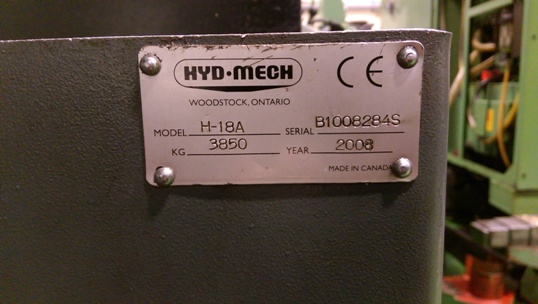 HYD·MECH
CE
WOODSTOCK, ONTARIO
MODEL H-18A SERIAL B1008284S
KG 3850 YEAR 2008
MADE IN CANADA